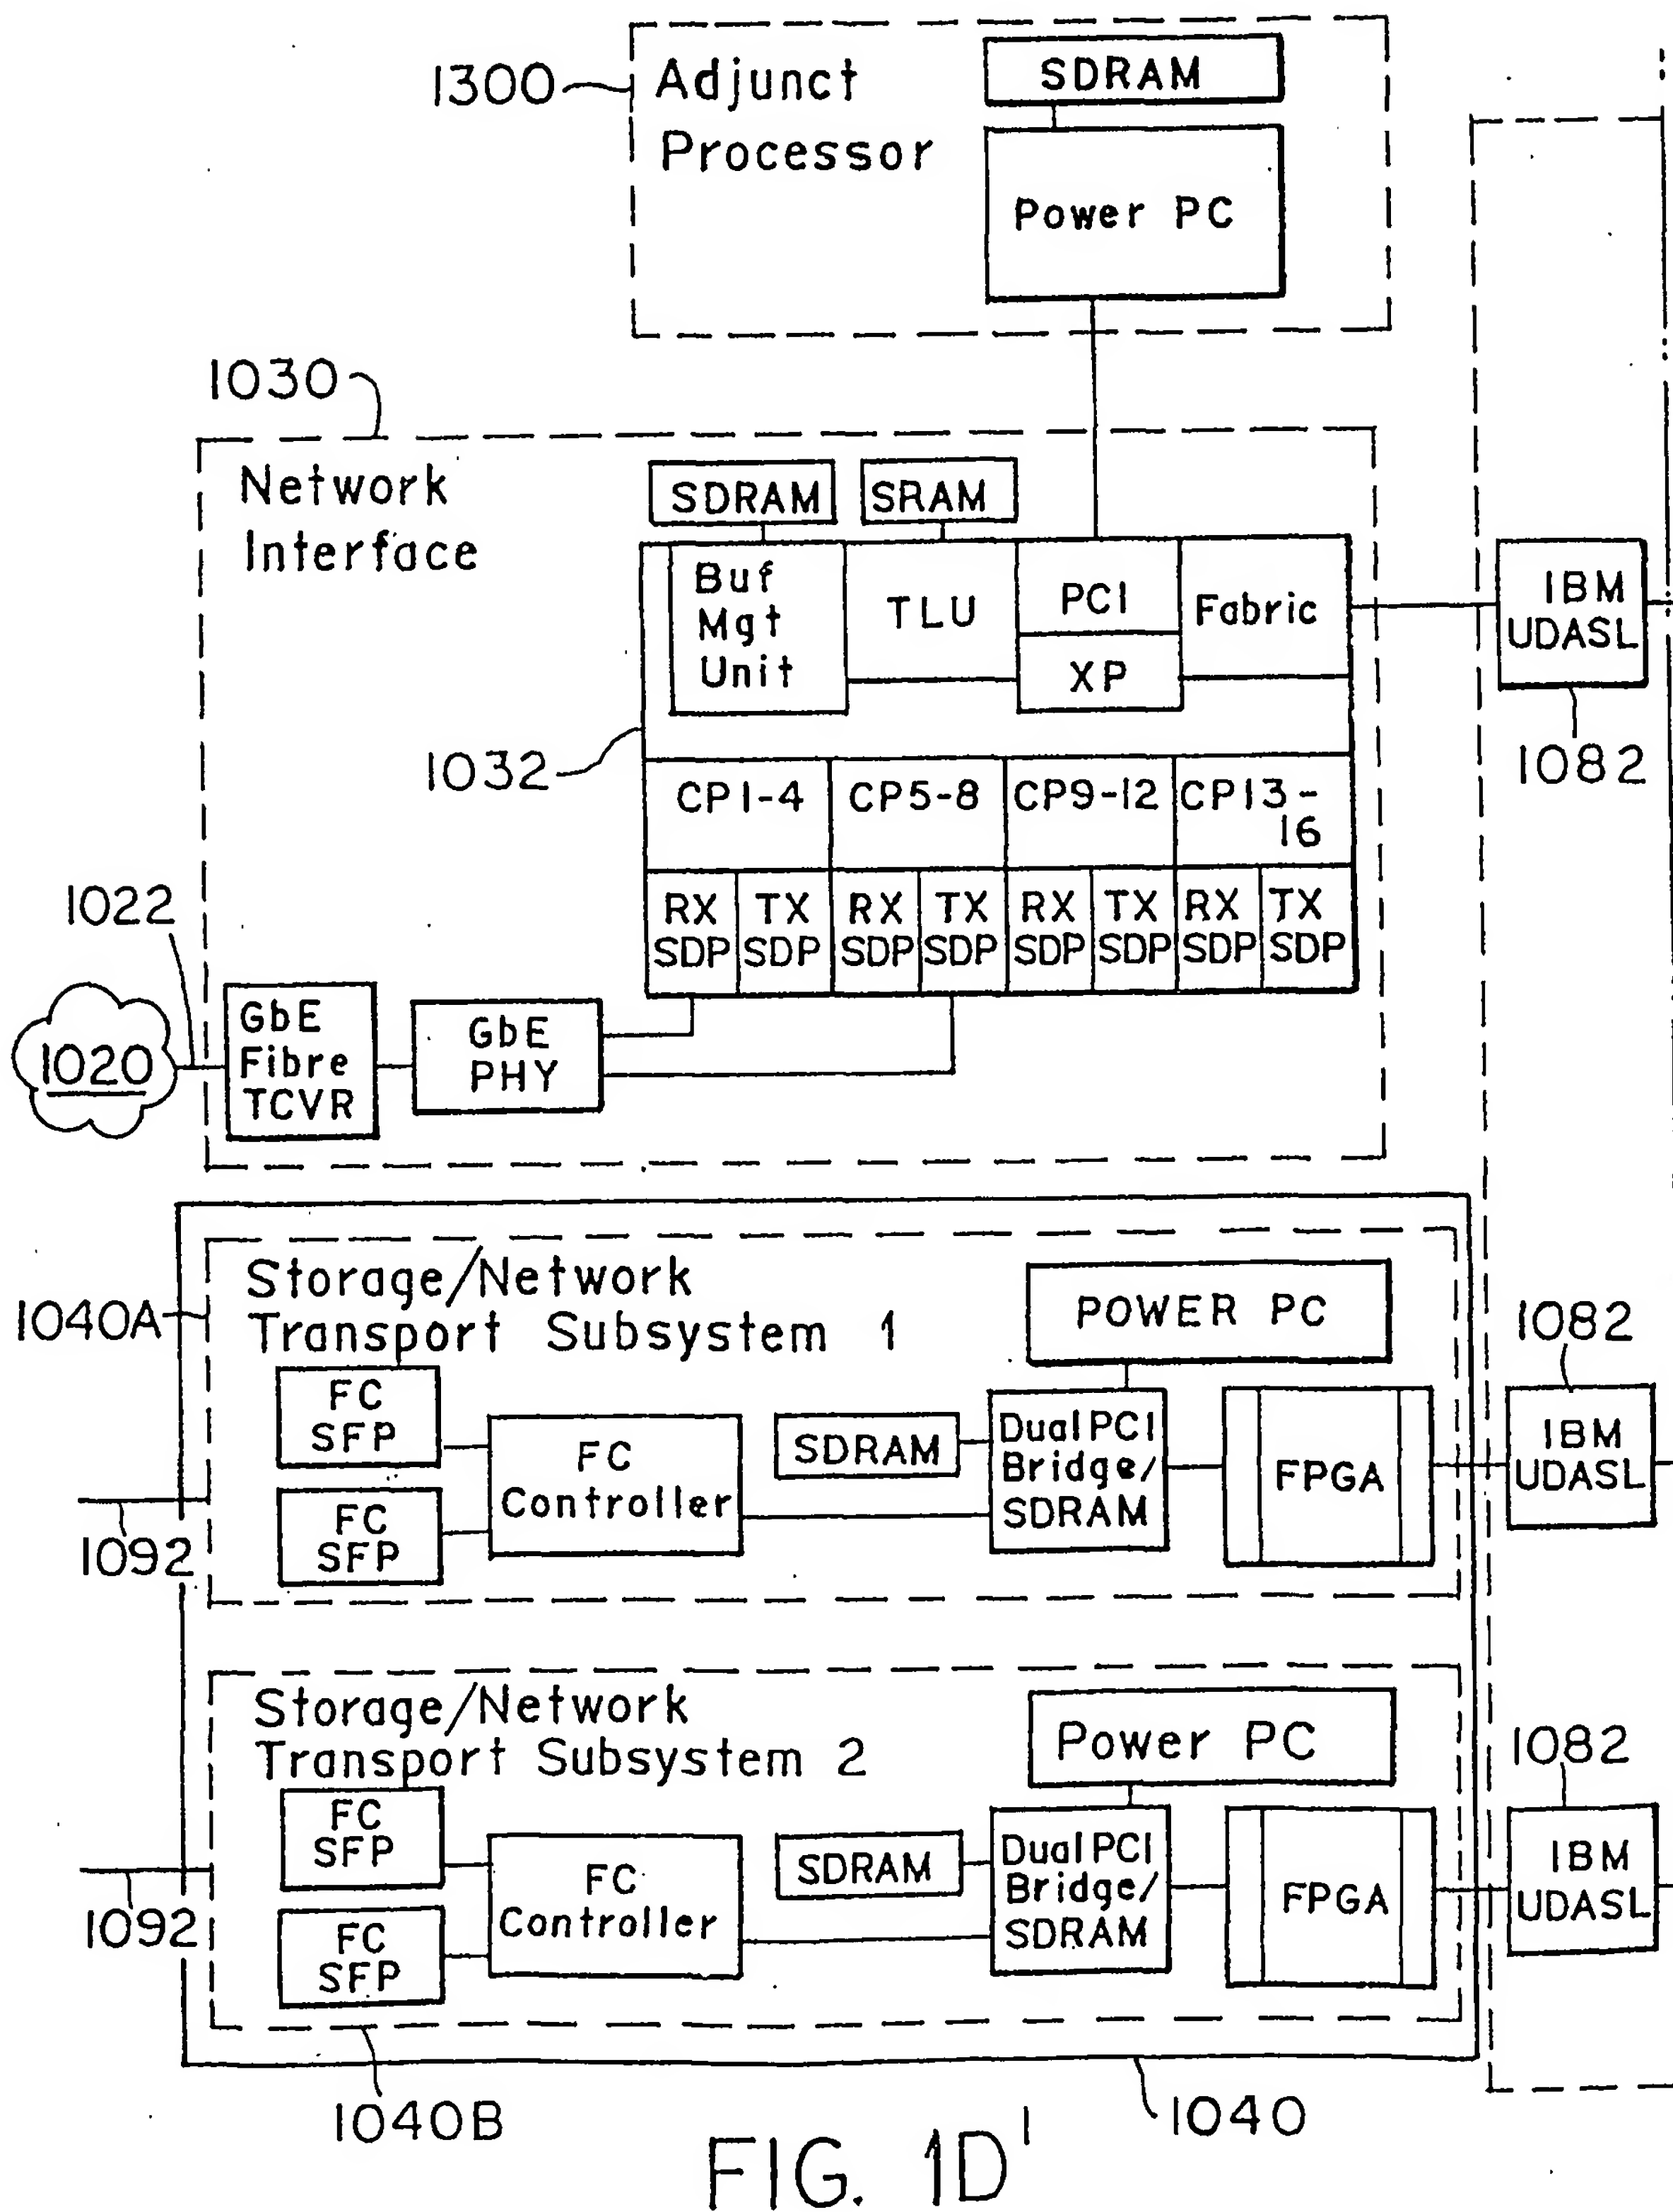 1300
Adjunct
Processor
SDRAM
Power PC
1030
Network
Interface
SDRAM
SRAM
Buf
Mgt
Unit
TLU
PCI
XP
Fabric
IBM
UDASL
1082
1032
CP1-4
CP5-8
CP9-12
CP13-
16
RX
SDP
TX
SDP
RX
SDP
TX
SDP
RX
SDP
TX
SDP
RX
SDP
TX
SDP
1022
1020
GbE
Fibre
TCVR
GbE
PHY
1040A
Storage/Network
Transport Subsystem 1
POWER PC
1082
FC
SFP
FC
SFP
FC
Controller
SDRAM
Dual PCI
Bridge/
SDRAM
FPGA
IBM
UDASL
1092
Storage/Network
Transport Subsystem 2
Power PC
1082
FC
SFP
FC
SFP
FC
Controller
SDRAM
Dual PCI
Bridge/
SDRAM
FPGA
IBM
UDASL
1092
1040B
1040
FIG. 1D'